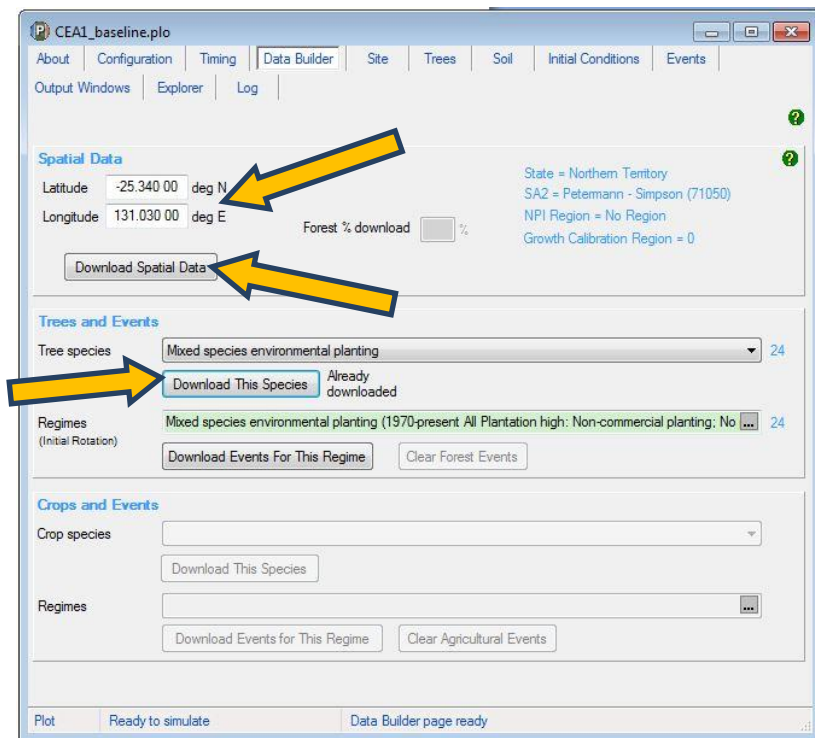 CEA1_baseline.plo
About Configuration Timing Data Builder Site Trees Soil Initial Conditions Events
Output Windows Explorer Log
Spatial Data
Latitude -25.340 00 deg N
Longitude 131.030 00 deg E
Forest % download %
State = Northern Territory
SA2 = Petermann - Simpson (71050)
NPI Region = No Region
Growth Calibration Region = 0
Download Spatial Data
Trees and Events
Tree species Mixed species environmental planting 24
Download This Species Already
downloaded
Regimes Mixed species environmental planting (1970-present All Plantation high: Non-commercial planting; No ... 24
(Initial Rotation)
Download Events For This Regime Clear Forest Events
Crops and Events
Crop species
Download This Species
Regimes ...
Download Events for This Regime Clear Agricultural Events
Plot Ready to simulate Data Builder page ready